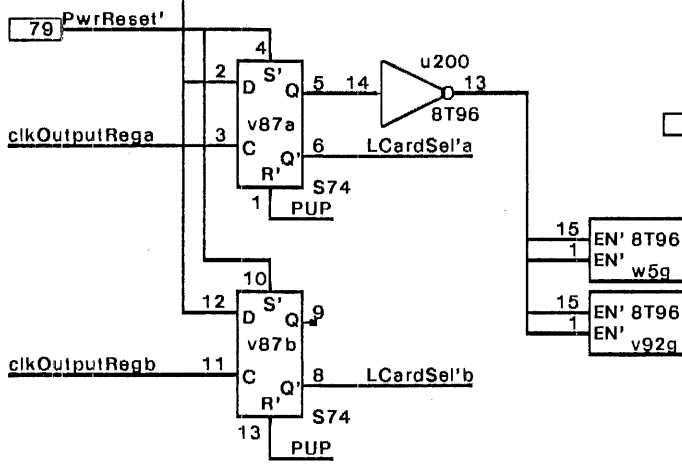 79 PwrReset'
4
u200
2 D S' Q 5 14 13
v87a 8T96
clkOutputRega 3 C
Q' 6 LCardSel'a
R'
1 S74
PUP
15 EN' 8T96
1 EN'
w5g
10
S'
12 D Q 9
15 EN' 8T96
1 EN'
v92g
v87b
clkOutputRegb 11 C
Q' 8 LCardSel'b
R'
S74
13
PUP